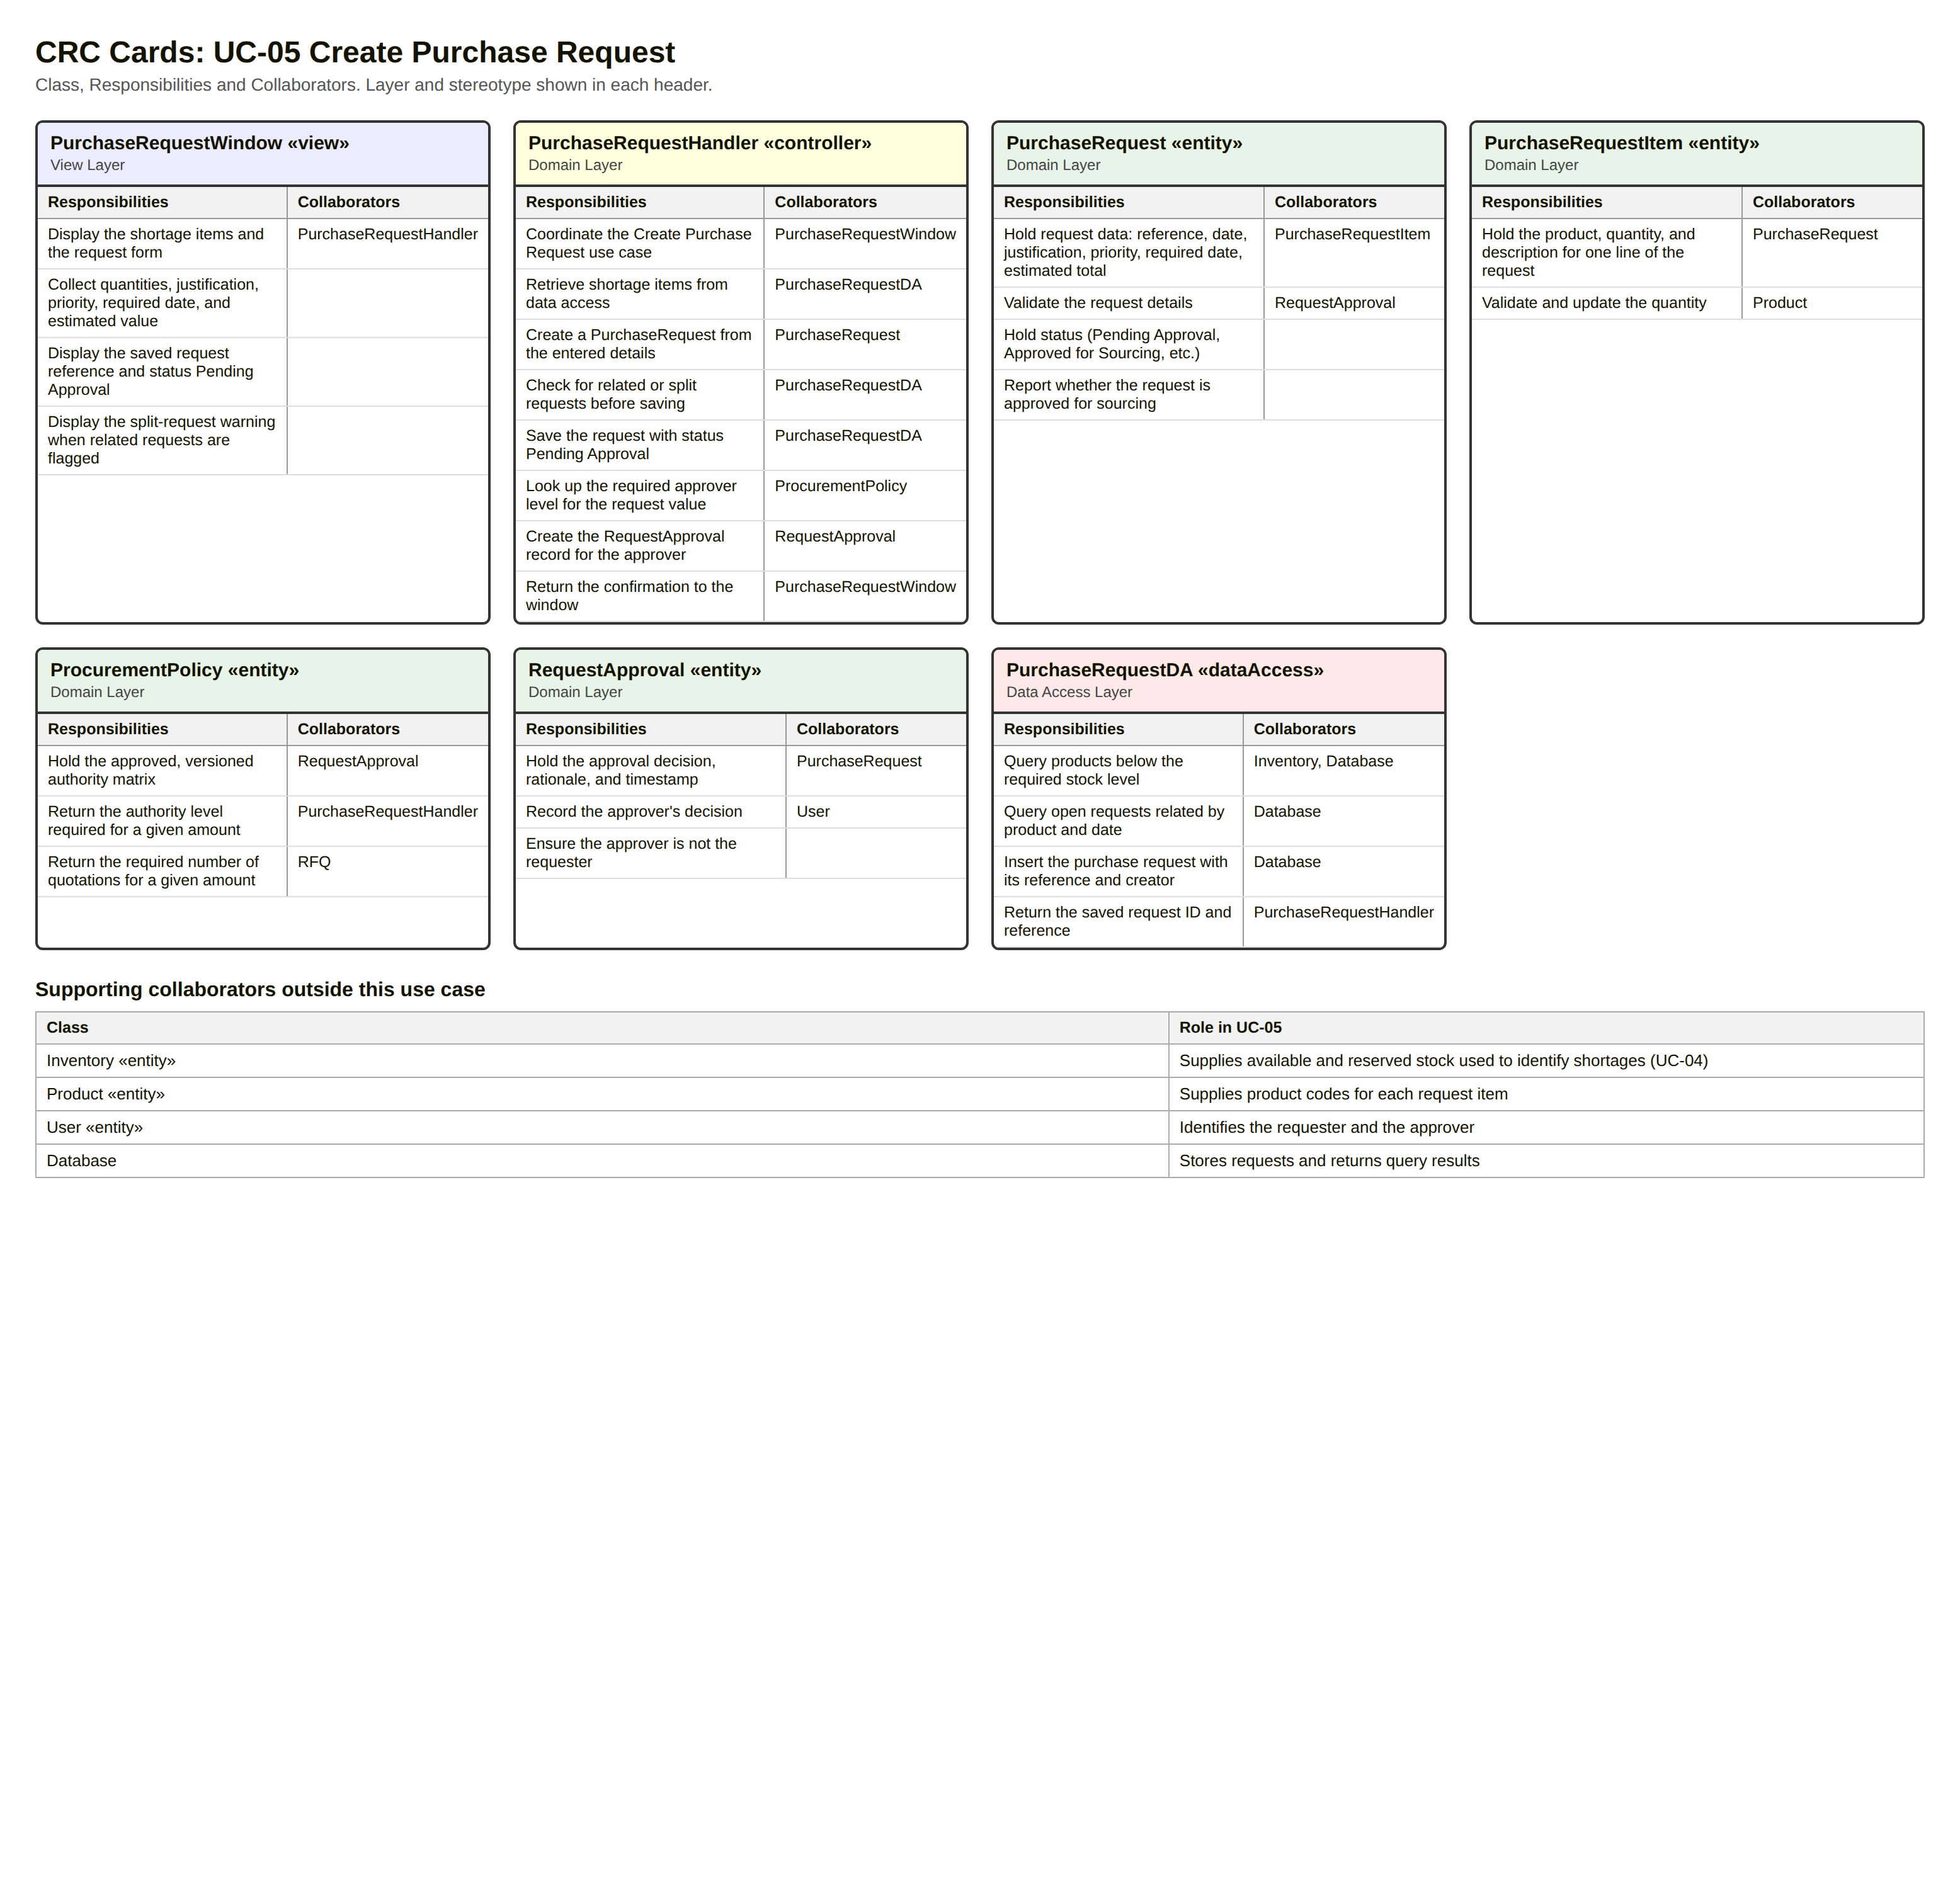 CRC Cards: UC-05 Create Purchase Request
Class, Responsibilities and Collaborators. Layer and stereotype shown in each header.
PurchaseRequestWindow «view»
View Layer
Responsibilities Collaborators
Display the shortage items and PurchaseRequestHandler
the request form
Collect quantities, justification,
priority, required date, and
estimated value
Display the saved request
reference and status Pending
Approval
Display the split-request warning
when related requests are
flagged
PurchaseRequestHandler «controller»
Domain Layer
Responsibilities Collaborators
Coordinate the Create Purchase PurchaseRequestWindow
Request use case
Retrieve shortage items from PurchaseRequestDA
data access
Create a PurchaseRequest from PurchaseRequest
the entered details
Check for related or split PurchaseRequestDA
requests before saving
Save the request with status PurchaseRequestDA
Pending Approval
Look up the required approver ProcurementPolicy
level for the request value
Create the RequestApproval RequestApproval
record for the approver
Return the confirmation to the PurchaseRequestWindow
window
PurchaseRequest «entity»
Domain Layer
Responsibilities Collaborators
Hold request data: reference, date, PurchaseRequestItem
justification, priority, required date,
estimated total
Validate the request details RequestApproval
Hold status (Pending Approval,
Approved for Sourcing, etc.)
Report whether the request is
approved for sourcing
PurchaseRequestItem «entity»
Domain Layer
Responsibilities Collaborators
Hold the product, quantity, and PurchaseRequest
description for one line of the
request
Validate and update the quantity Product
ProcurementPolicy «entity»
Domain Layer
Responsibilities Collaborators
Hold the approved, versioned RequestApproval
authority matrix
Return the authority level PurchaseRequestHandler
required for a given amount
Return the required number of RFQ
quotations for a given amount
RequestApproval «entity»
Domain Layer
Responsibilities Collaborators
Hold the approval decision, PurchaseRequest
rationale, and timestamp
Record the approver's decision User
Ensure the approver is not the
requester
PurchaseRequestDA «dataAccess»
Data Access Layer
Responsibilities Collaborators
Query products below the Inventory, Database
required stock level
Query open requests related by Database
product and date
Insert the purchase request with Database
its reference and creator
Return the saved request ID and PurchaseRequestHandler
reference
Supporting collaborators outside this use case
Class Role in UC-05
Inventory «entity» Supplies available and reserved stock used to identify shortages (UC-04)
Product «entity» Supplies product codes for each request item
User «entity» Identifies the requester and the approver
Database Stores requests and returns query results